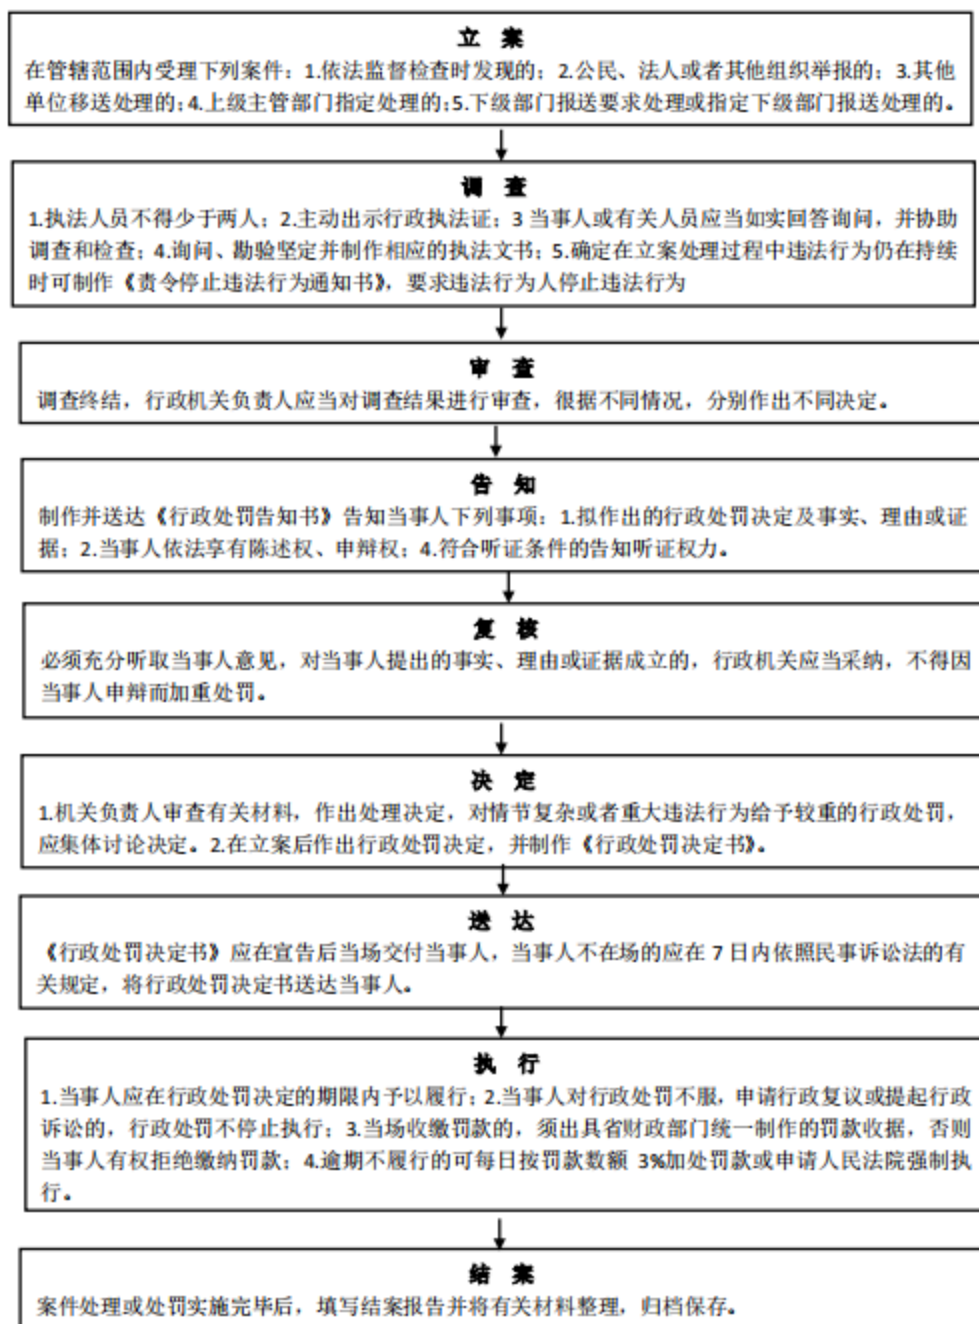 立 案
在管辖范围内受理下列案件：1.依法监督检查时发现的；2.公民、法人或者其他组织举报的；3.其他
单位移送处理的；4.上级主管部门指定处理的；5.下级部门报送要求处理或指定下级部门报送处理的。
调 查
1.执法人员不得少于两人；2.主动出示行政执法证；3 当事人或有关人员应当如实回答询问，并协助
调查和检查；4.询问、勘验坚定并制作相应的执法文书；5.确定在立案处理过程中违法行为仍在持续
时可制作《责令停止违法行为通知书》，要求违法行为人停止违法行为
审 查
调查终结，行政机关负责人应当对调查结果进行审查，很据不同情况，分别作出不同决定。
告 知
制作并送达《行政处罚告知书》告知当事人下列事项：1.拟作出的行政处罚决定及事实、理由或证
据；2.当事人依法享有陈述权、申辩权；4.符合听证条件的告知听证权力。
复 核
必须充分听取当事人意见，对当事人提出的事实、理由或证据成立的，行政机关应当采纳，不得因
当事人申辩而加重处罚。
决 定
1.机关负责人审查有关材料，作出处理决定，对情节复杂或者重大违法行为给予较重的行政处罚，
应集体讨论决定。2.在立案后作出行政处罚决定，并制作《行政处罚决定书》。
送 达
《行政处罚决定书》应在宣告后当场交付当事人，当事人不在场的应在 7 日内依照民事诉讼法的有
关规定，将行政处罚决定书送达当事人。
执 行
1.当事人应在行政处罚决定的期限内予以履行；2.当事人对行政处罚不服，申请行政复议或提起行政
诉讼的，行政处罚不停止执行；3.当场收缴罚款的，须出具省财政部门统一制作的罚款收据，否则
当事人有权拒绝缴纳罚款；4.逾期不履行的可每日按罚款数额 3%加处罚款或申请人民法院强制执
行。
结 案
案件处理或处罚实施完毕后，填写结案报告并将有关材料整理，归档保存。